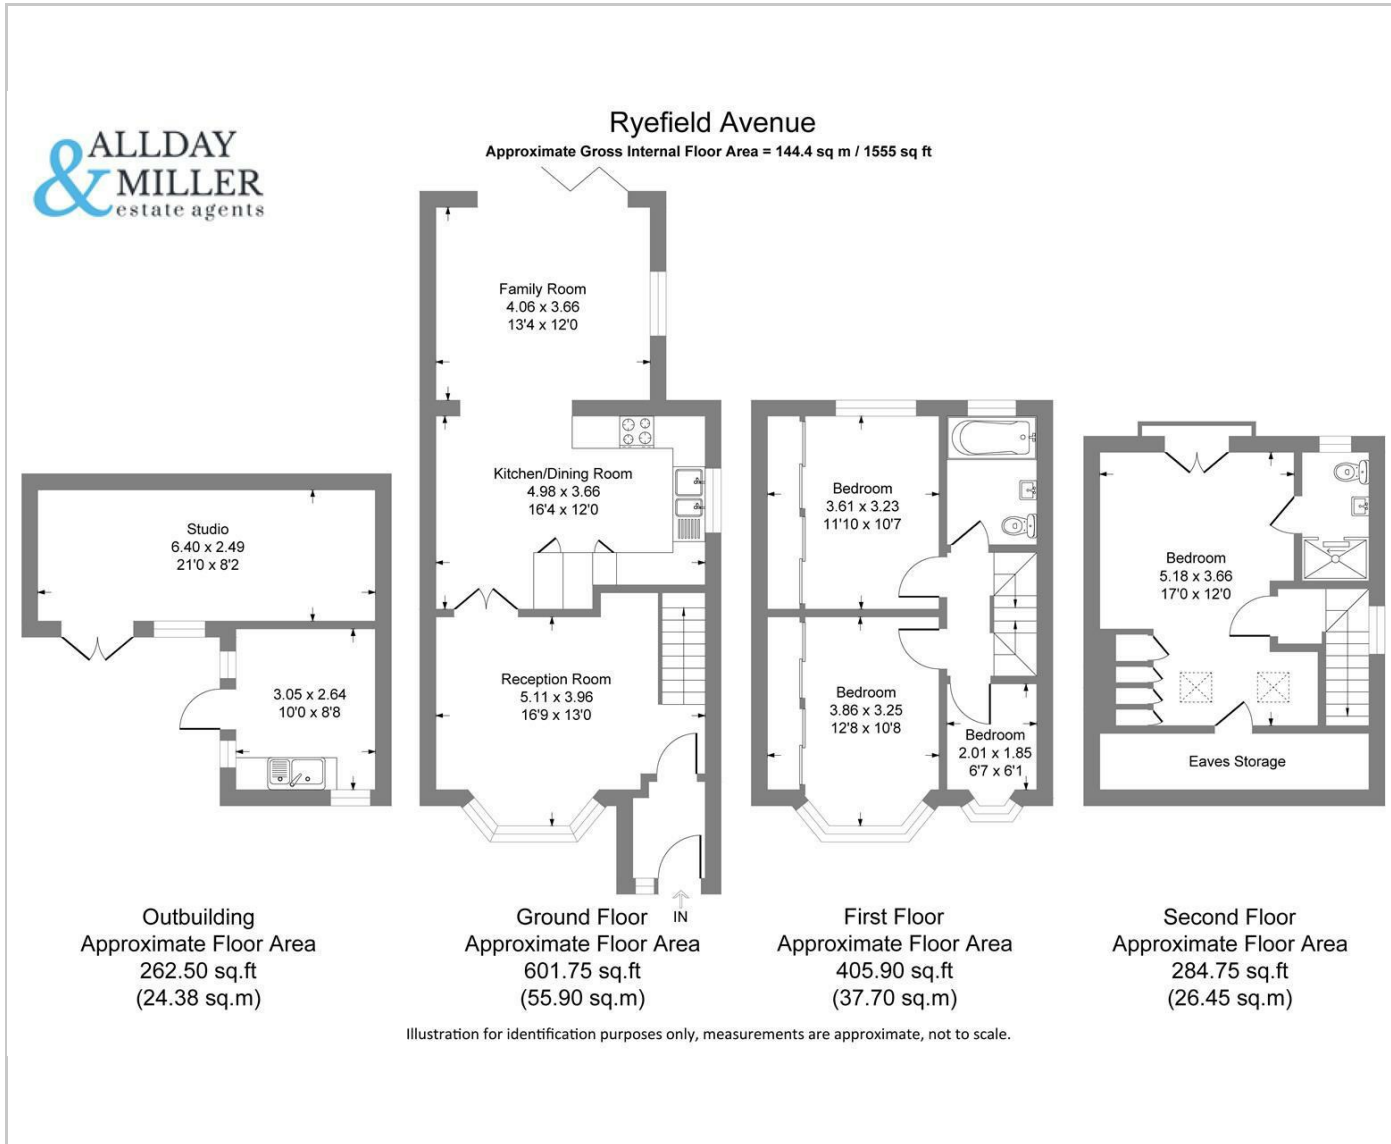 & ALLDAY
MILLER
estate agents
Ryefield Avenue
Approximate Gross Internal Floor Area = 144.4 sq m / 1555 sq ft
Studio
6.40 x 2.49
21'0 x 8'2
3.05 x 2.64
10'0 x 8'8
Family Room
4.06 x 3.66
13'4 x 12'0
Kitchen/Dining Room
4.98 x 3.66
16'4 x 12'0
Reception Room
5.11 x 3.96
16'9 x 13'0
IN
Bedroom
3.61 x 3.23
11'10 x 10'7
Bedroom
3.86 x 3.25
12'8 x 10'8
Bedroom
2.01 x 1.85
6'7 x 6'1
Bedroom
5.18 x 3.66
17'0 x 12'0
Eaves Storage
Outbuilding
Approximate Floor Area
262.50 sq.ft
(24.38 sq.m)
Ground Floor
Approximate Floor Area
601.75 sq.ft
(55.90 sq.m)
First Floor
Approximate Floor Area
405.90 sq.ft
(37.70 sq.m)
Second Floor
Approximate Floor Area
284.75 sq.ft
(26.45 sq.m)
Illustration for identification purposes only, measurements are approximate, not to scale.